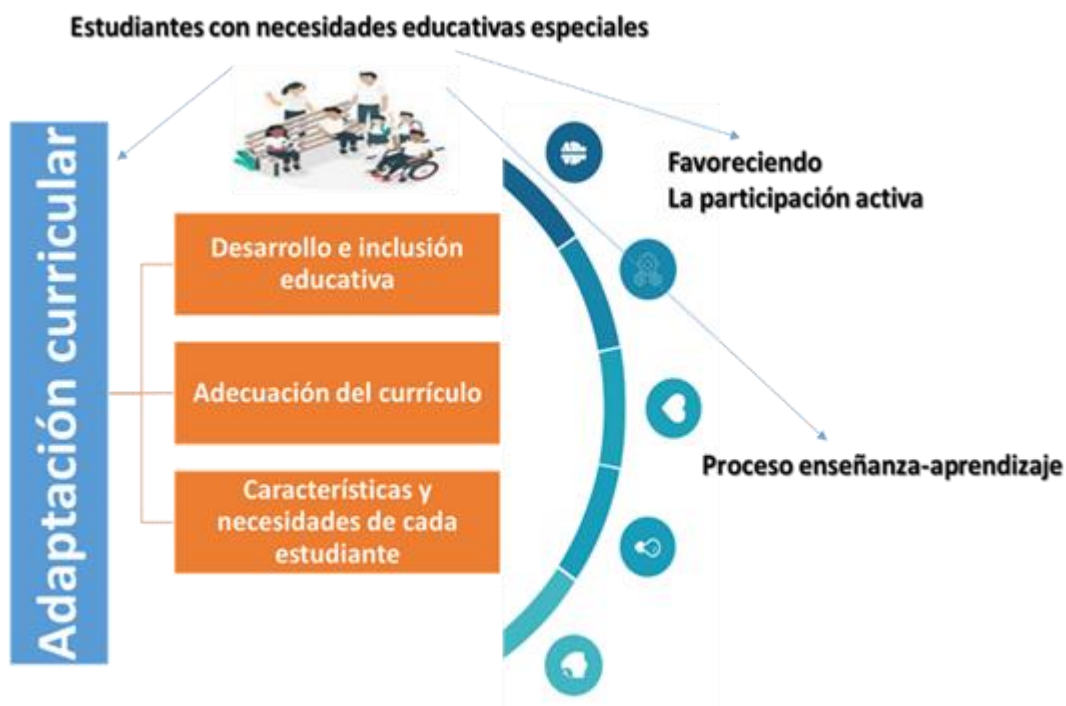 Estudiantes con necesidades educativas especiales
Adaptación curricular
Desarrollo e inclusión
educativa
Adecuación del currículo
Características y
necesidades de cada
estudiante
Favoreciendo
La participación activa
Proceso enseñanza-aprendizaje